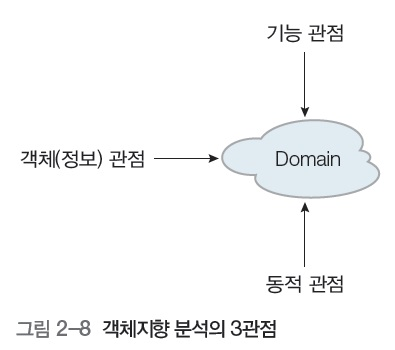 기능 관점
객체(정보) 관점
Domain
동적 관점
그림 2-8 객체지향 분석의 3관점